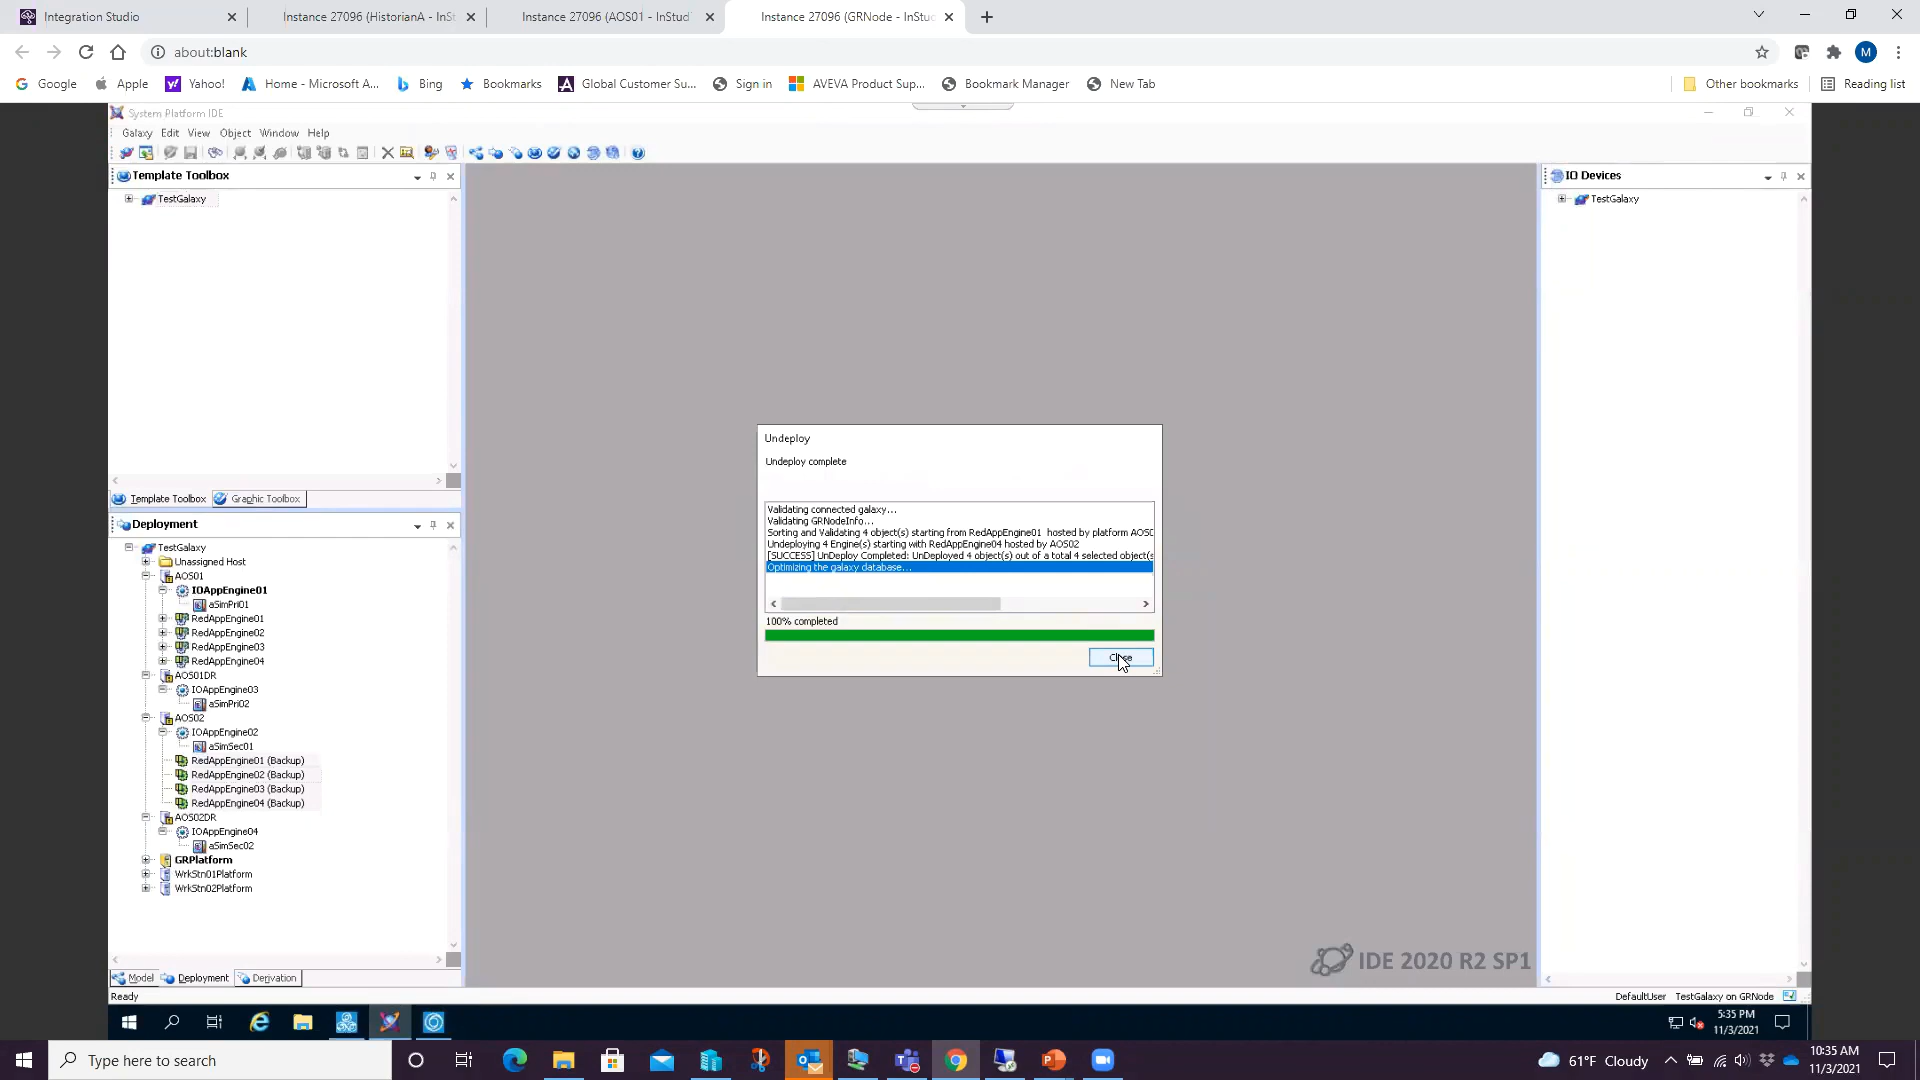 Integration Studio
Instance 27096 (HistorianA - InSt
Instance 27096 (AOS01 - InStud
Instance 27096 (GRNode - InStuc
about:blank
M
Google
Apple
Yahoo!
Home - Microsoft A...
Bing
Bookmarks
Global Customer Su...
Sign in
AVEVA Product Sup...
Bookmark Manager
New Tab
Other bookmarks
Reading list
System Platform IDE
Galaxy Edit View Object Window Help
Template Toolbox
TestGalaxy
Template Toolbox
Graphic Toolbox
Deployment
TestGalaxy
Unassigned Host
AOS01
IOAppEngine01
aSimPri01
RedAppEngine01
RedAppEngine02
RedAppEngine03
RedAppEngine04
AOS01DR
IOAppEngine03
aSimPri02
AOS02
IOAppEngine02
aSimSec01
RedAppEngine01 (Backup)
RedAppEngine02 (Backup)
RedAppEngine03 (Backup)
RedAppEngine04 (Backup)
AOS02DR
IOAppEngine04
aSimSec02
GRPlatform
WrkStn01Platform
WrkStn02Platform
Model
Deployment
Derivation
Ready
Undeploy
Undeploy complete
Validating connected galaxy...
Validating GRNodeInfo...
Sorting and Validating 4 object(s) starting from RedAppEngine01 hosted by platform AOS0
Undeploying 4 Engine(s) starting with RedAppEngine04 hosted by AOS02
[SUCCESS] UnDeploy Completed: UnDeployed 4 object(s) out of a total 4 selected object(s
Optimizing the galaxy database...
100% completed
Close
IO Devices
TestGalaxy
IDE 2020 R2 SP1
DefaultUser
TestGalaxy on GRNode
5:35 PM
11/3/2021
Type here to search
61°F Cloudy
10:35 AM
11/3/2021